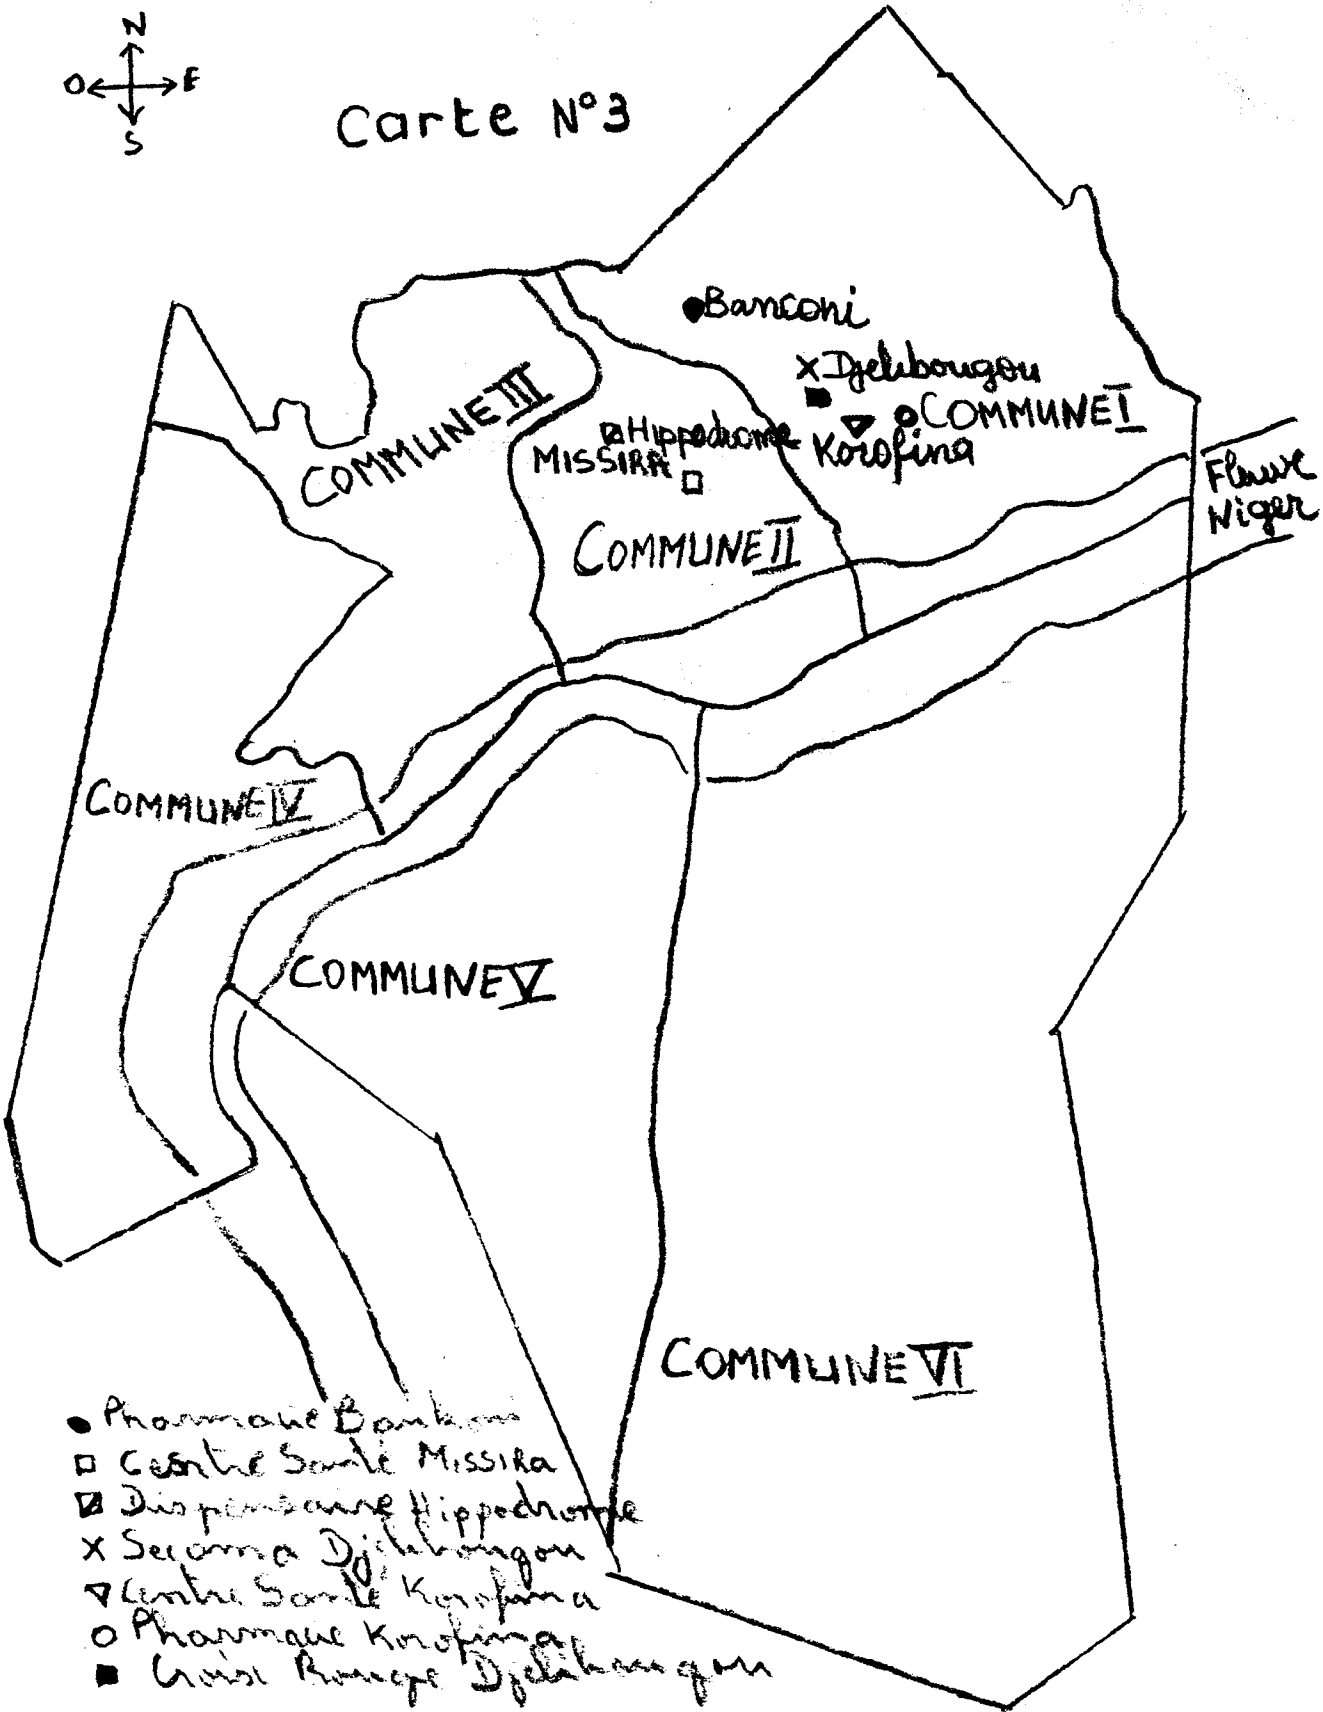 N
O E
S
Carte N°3
Banconi
Djelibougou
COMMUNE III
COMMUNE I
Hippodrome
Korofina
MISSIRA
Fleuve
Niger
COMMUNE II
COMMUNE IV
COMMUNE V
COMMUNE VI
Pharmacie Bankoni
Centre Santé MISSIRA
Dispensaire Hippodrome
Secoma Djelibougou
Centre Santé Korofina
Pharmacie Korofina
Croix Rouge Djelibougou